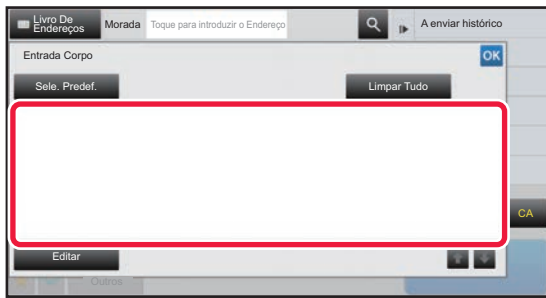 Livro De
Endereços
Morada
Toque para introduzir o Endereço
A enviar histórico
Entrada Corpo
OK
Sele. Predef.
Limpar Tudo
CA
Editar
Outros